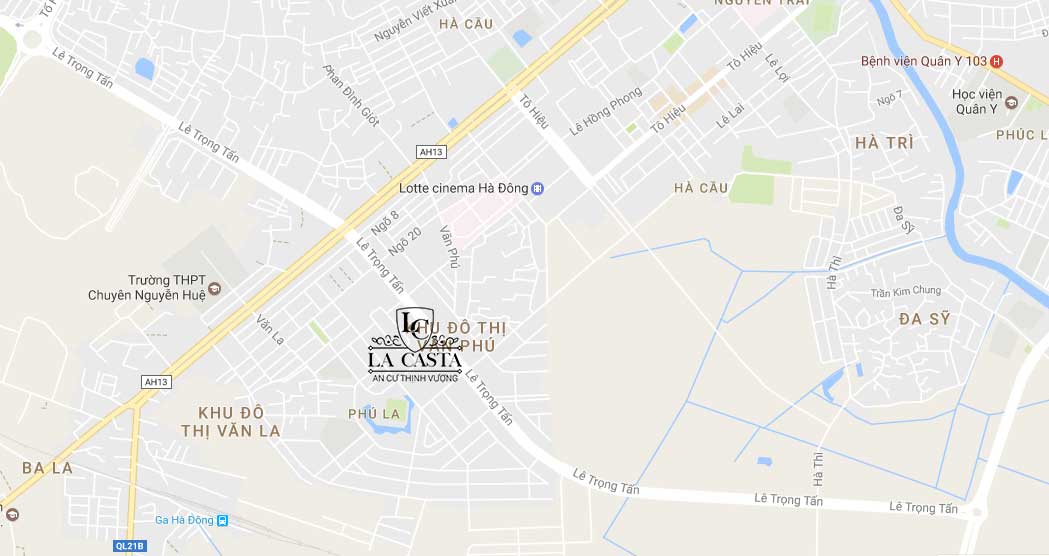 Tố H
Nguyễn Viết Xuân
HÀ CẦU
NGUYỄN TRÃI
Lê Trọng Tấn
Phan Đình Giót
Tô Hiệu
Lê Lợi
Bệnh viện Quân Y 103
Học viện
Quân Y
Ngõ 7
Lê Hồng Phong
Tô Hiệu
Tô Hiệu
Lê Lai
PHÚC L
Lê Trọng Tấn
AH13
HÀ TRÌ
Lotte cinema Hà Đông
HÀ CẦU
Ngõ 8
Ngõ 20
Văn Phú
Đa Sỹ
Lê Trọng Tấn
Hà Thì
Trường THPT
Chuyên Nguyễn Huệ
Trần Kim Chung
Văn La
ĐA SỸ
LC
HU ĐÔ THỊ
VĂN PHÚ
LA CASTA
AN CƯ THỊNH VƯỢNG
AH13
Lê Trọng Tấn
KHU ĐÔ
THỊ VĂN LA
PHÚ LA
BA LA
Hà Thì
Lê Trọng Tấn
Lê Trọng Tấn
Lê Trọng Tấn
Ga Hà Đông
QL21B